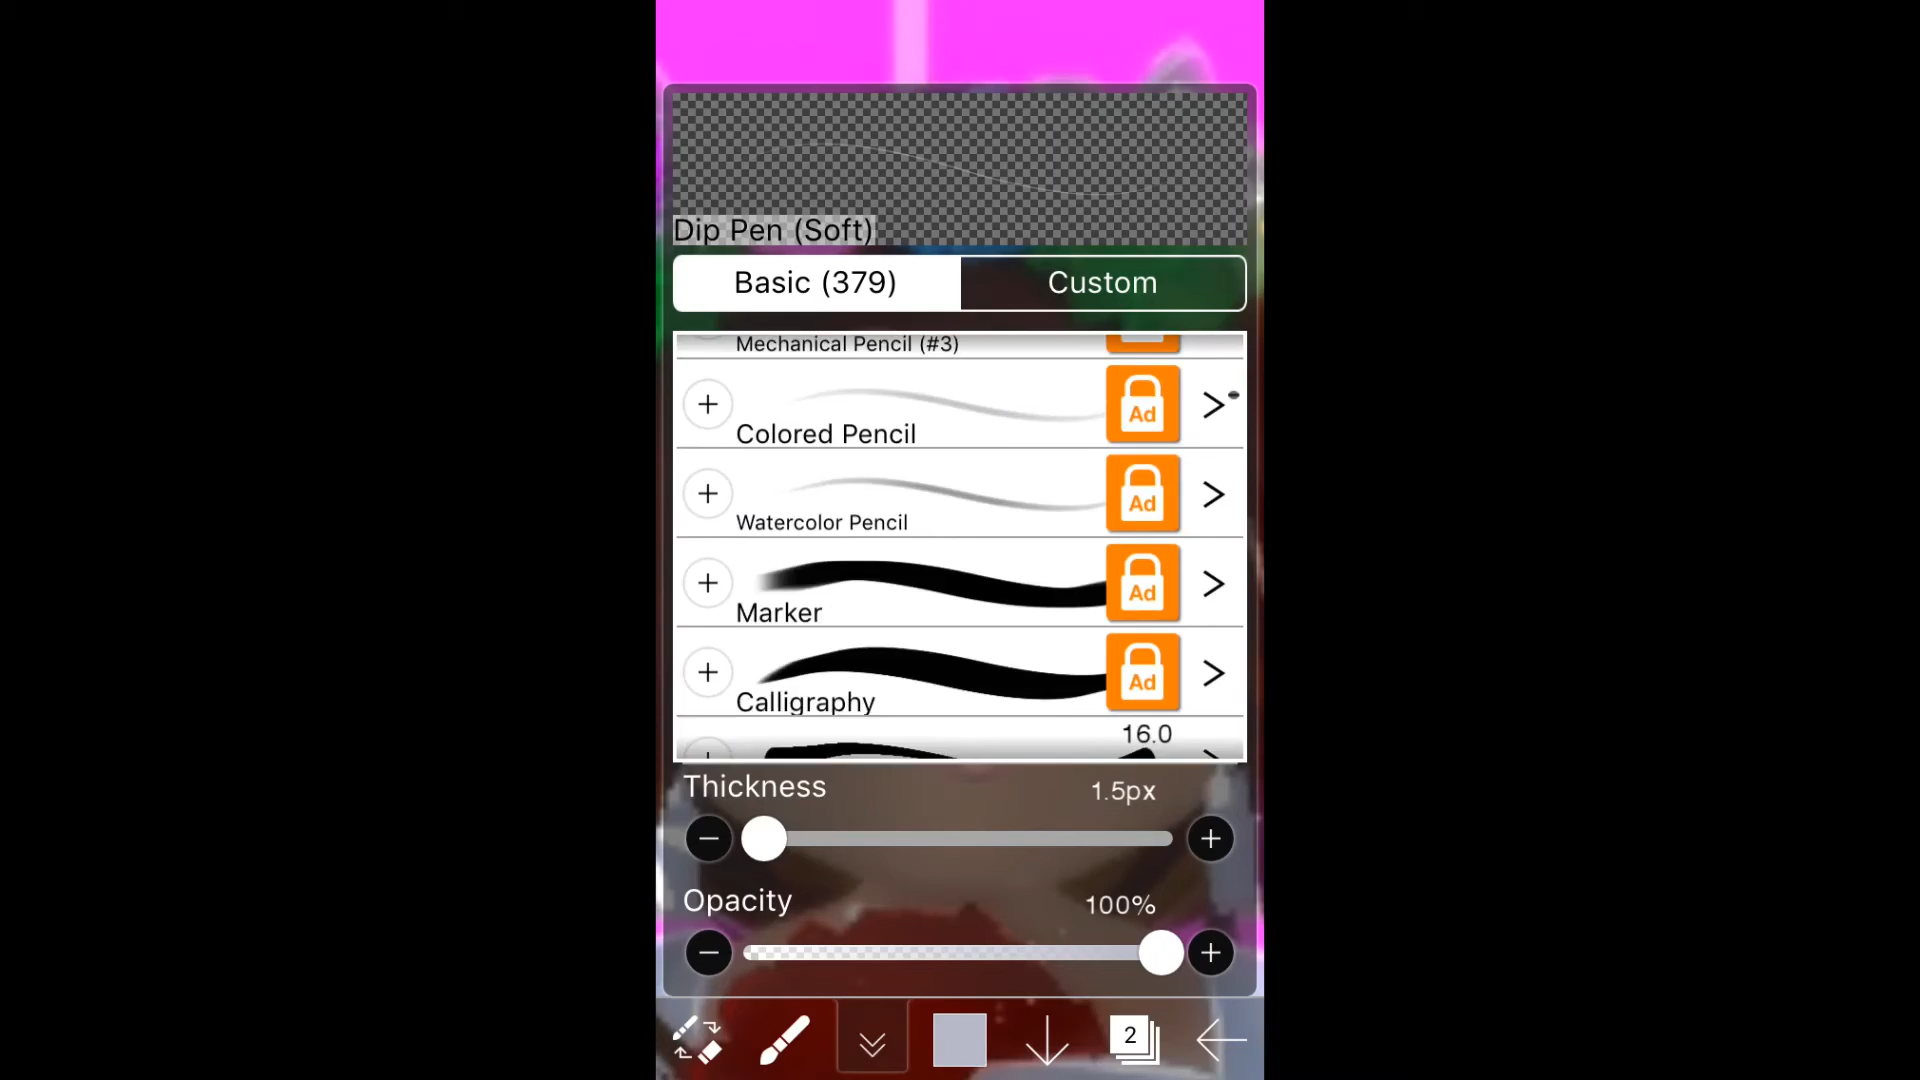 Dip Pen (Soft)
Basic (379)
Custom
Mechanical Pencil (#3)
Ad
Colored Pencil
Ad
Watercolor Pencil
Ad
Marker
Ad
Calligraphy
16.0
Thickness
1.5px
Opacity
100%
2